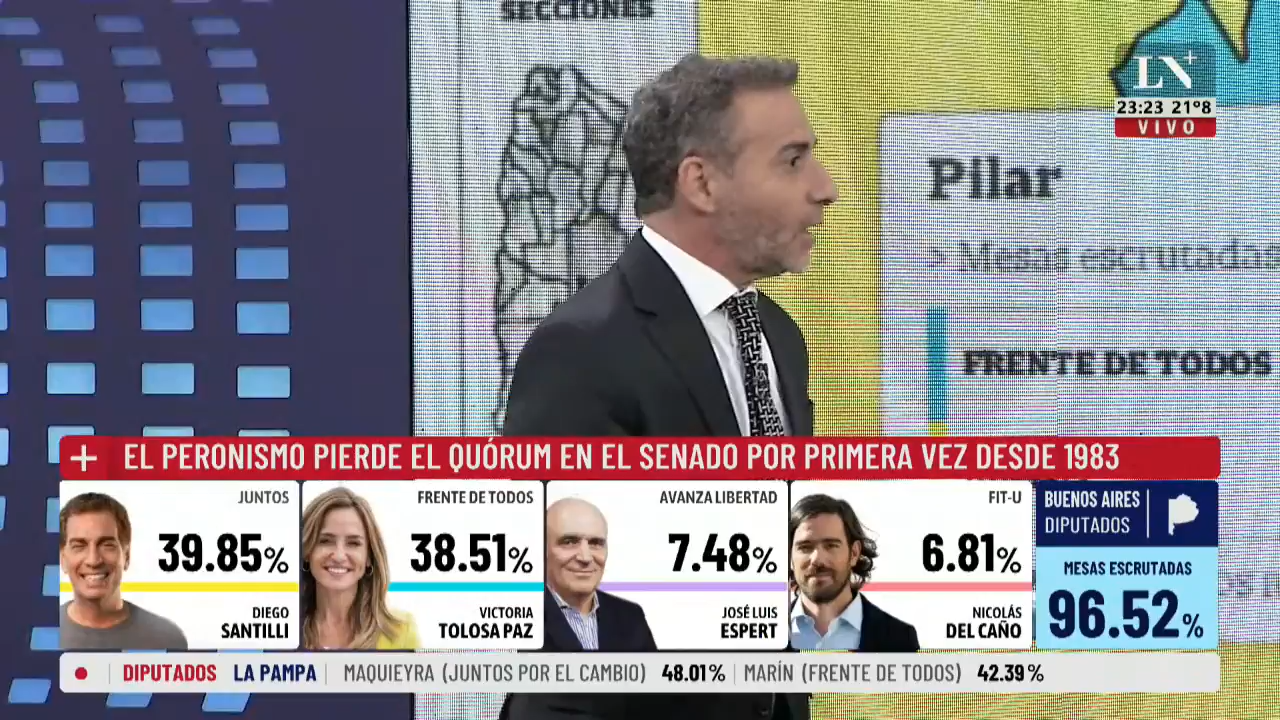 SECCIONES
LN+
23:23 21°8
VIVO
Pilar
> Mesas escrutadas
FRENTE DE TODOS
EL PERONISMO PIERDE EL QUÓRUM EN EL SENADO POR PRIMERA VEZ DESDE 1983
JUNTOS
39.85%
DIEGO
SANTILLI
FRENTE DE TODOS
38.51%
VICTORIA
TOLOSA PAZ
AVANZA LIBERTAD
7.48%
JOSÉ LUIS
ESPERT
FIT-U
NICOLÁS
DEL CAÑO
BUENOS AIRES
DIPUTADOS
MESAS ESCRUTADAS
96.52%
DIPUTADOS LA PAMPA MAQUIEYRA (JUNTOS POR EL CAMBIO) 48.01% MARÍN (FRENTE DE TODOS) 42.39%